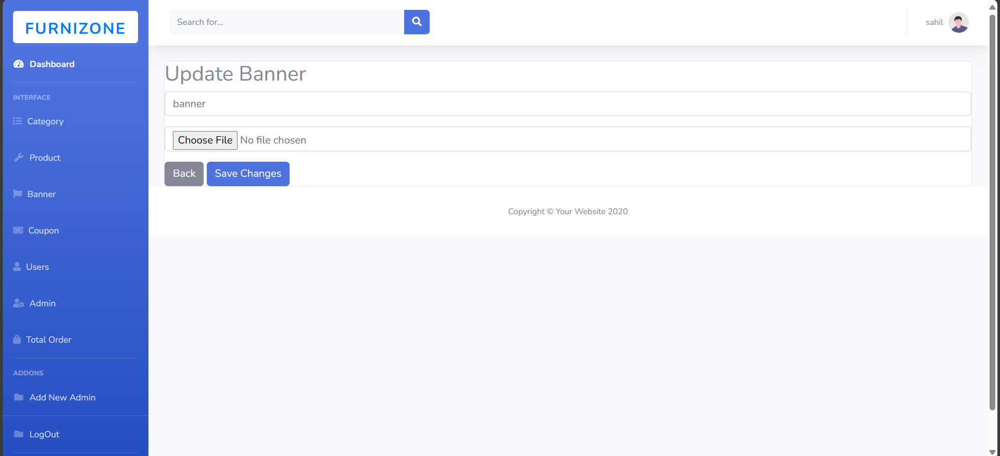 FURNIZONE
Dashboard
INTERFACE
Category
Product
Banner
Coupon
Users
Admin
Total Order
ADDONS
Add New Admin
LogOut
Search for...
sahil
Update Banner
banner
Choose File No file chosen
Back Save Changes
Copyright © Your Website 2020